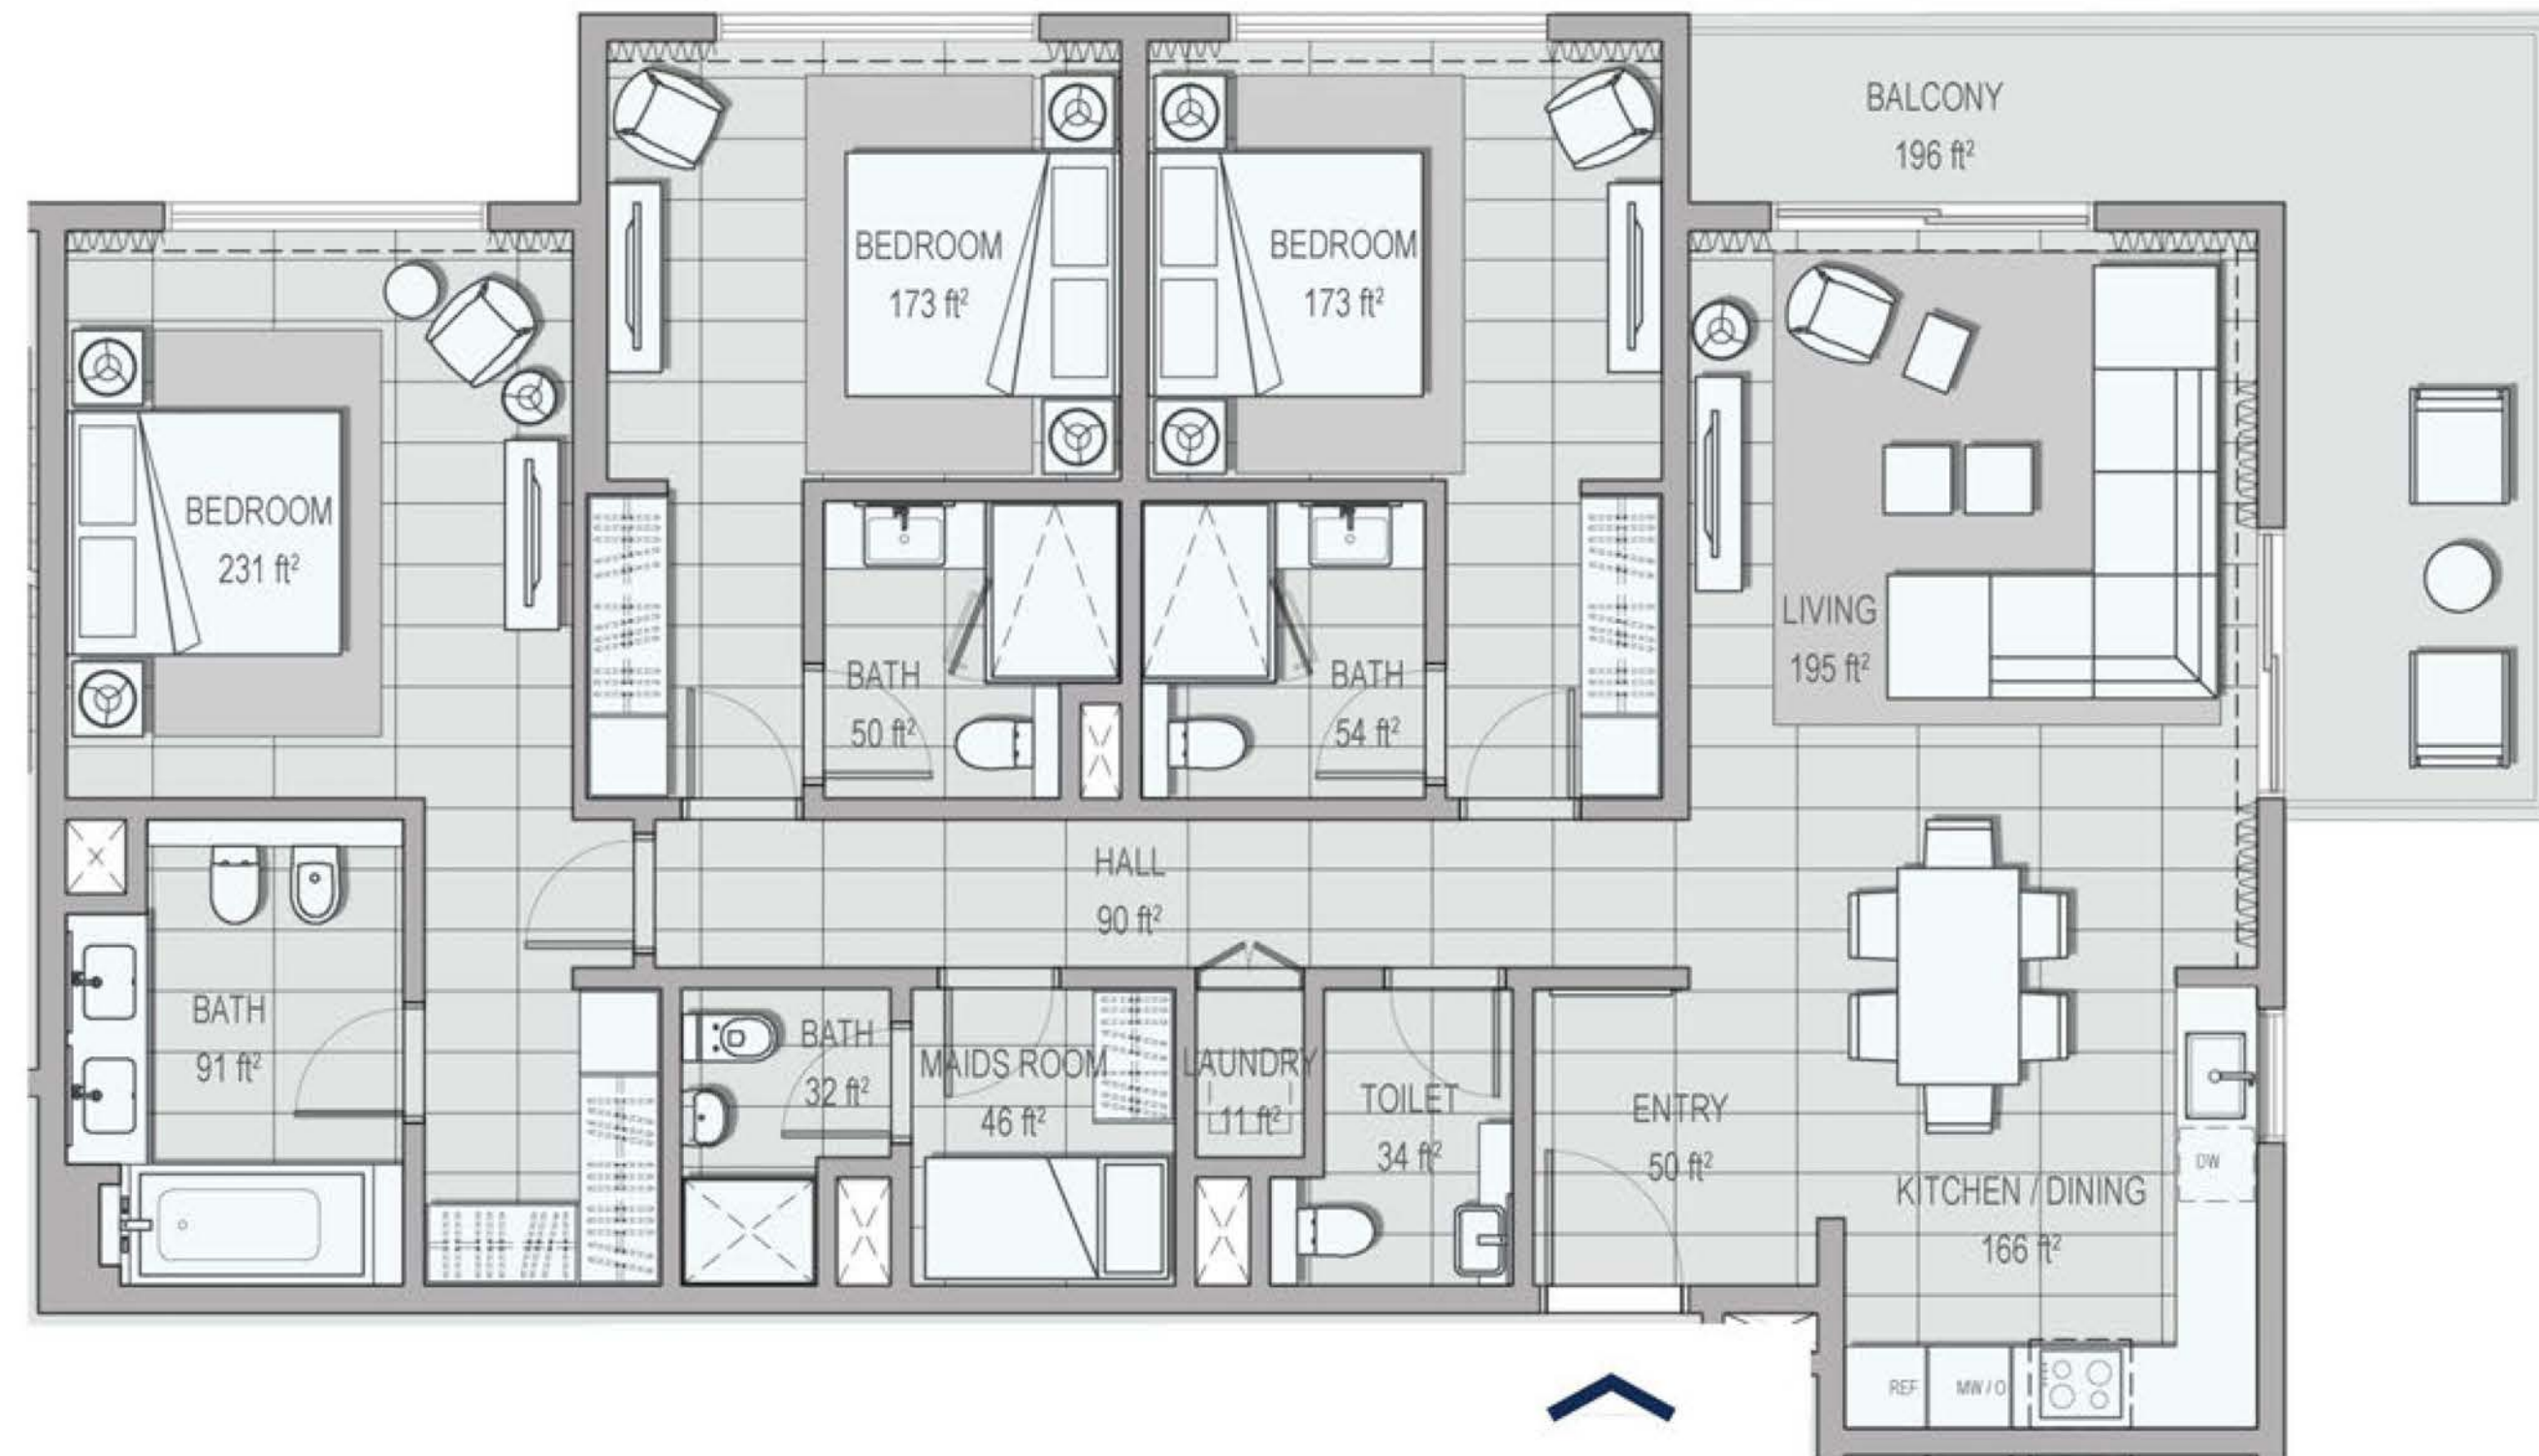 BALCONY
196 ft²
BEDROOM
173 ft²
BEDROOM
173 ft²
BEDROOM
231 ft²
LIVING
195 ft²
BATH
50 ft²
BATH
54 ft²
HALL
90 ft²
BATH
91 ft²
BATH
32 ft²
MAIDS ROOM
46 ft²
LAUNDRY
11 ft²
TOILET
34 ft²
ENTRY
50 ft²
KITCHEN / DINING
166 ft²
DW
REF
MW / O